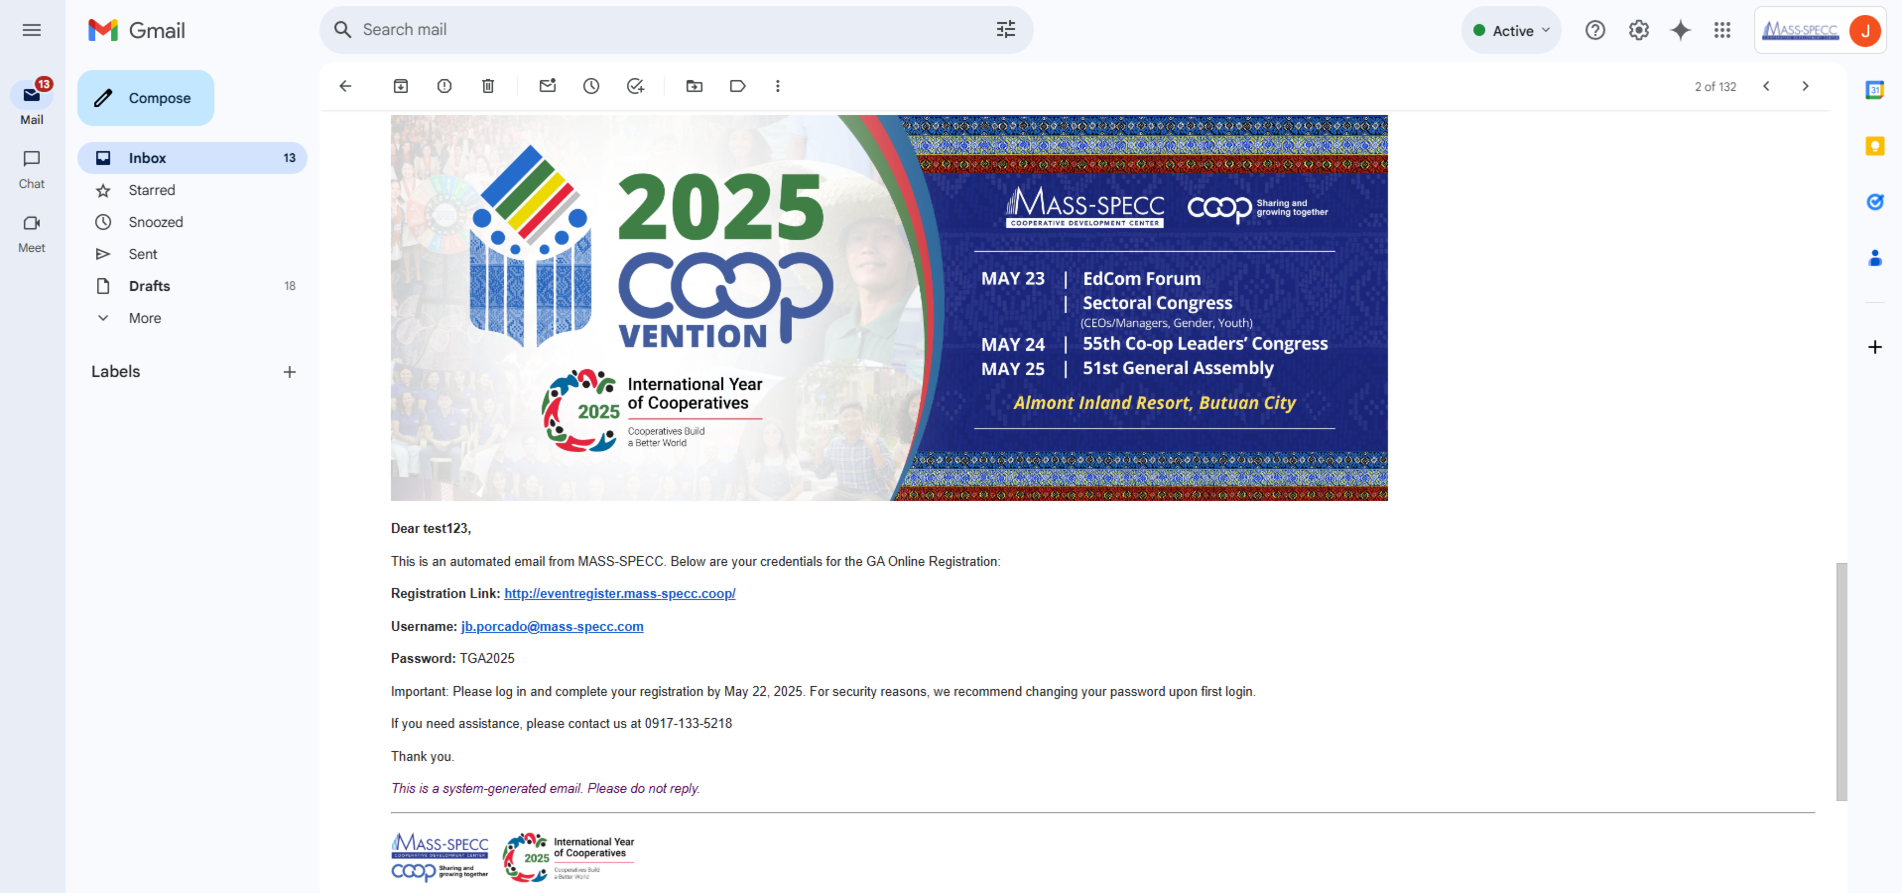 Gmail
Search mail
Active
MASS-SPECC
J
13
Mail
Chat
Meet
Compose
Inbox 13
Starred
Snoozed
Sent
Drafts 18
More
Labels
2 of 132
31
2025
coop
VENTION
2025
International Year
of Cooperatives
Cooperatives Build
a Better World
MASS-SPECC
COOPERATIVE DEVELOPMENT CENTER
coop Sharing and
growing together
MAY 23 | EdCom Forum
| Sectoral Congress
(CEOs/Managers, Gender, Youth)
MAY 24 | 55th Co-op Leaders' Congress
MAY 25 | 51st General Assembly
Almont Inland Resort, Butuan City
Dear test123,
This is an automated email from MASS-SPECC. Below are your credentials for the GA Online Registration:
Registration Link: http://eventregister.mass-specc.coop/
Username: jb.porcado@mass-specc.com
Password: TGA2025
Important: Please log in and complete your registration by May 22, 2025. For security reasons, we recommend changing your password upon first login.
If you need assistance, please contact us at 0917-133-5218
Thank you.
This is a system-generated email. Please do not reply.
MASS-SPECC
COOPERATIVE DEVELOPMENT CENTER
coop Sharing and
growing together
2025
International Year
of Cooperatives
Cooperatives Build
a Better World